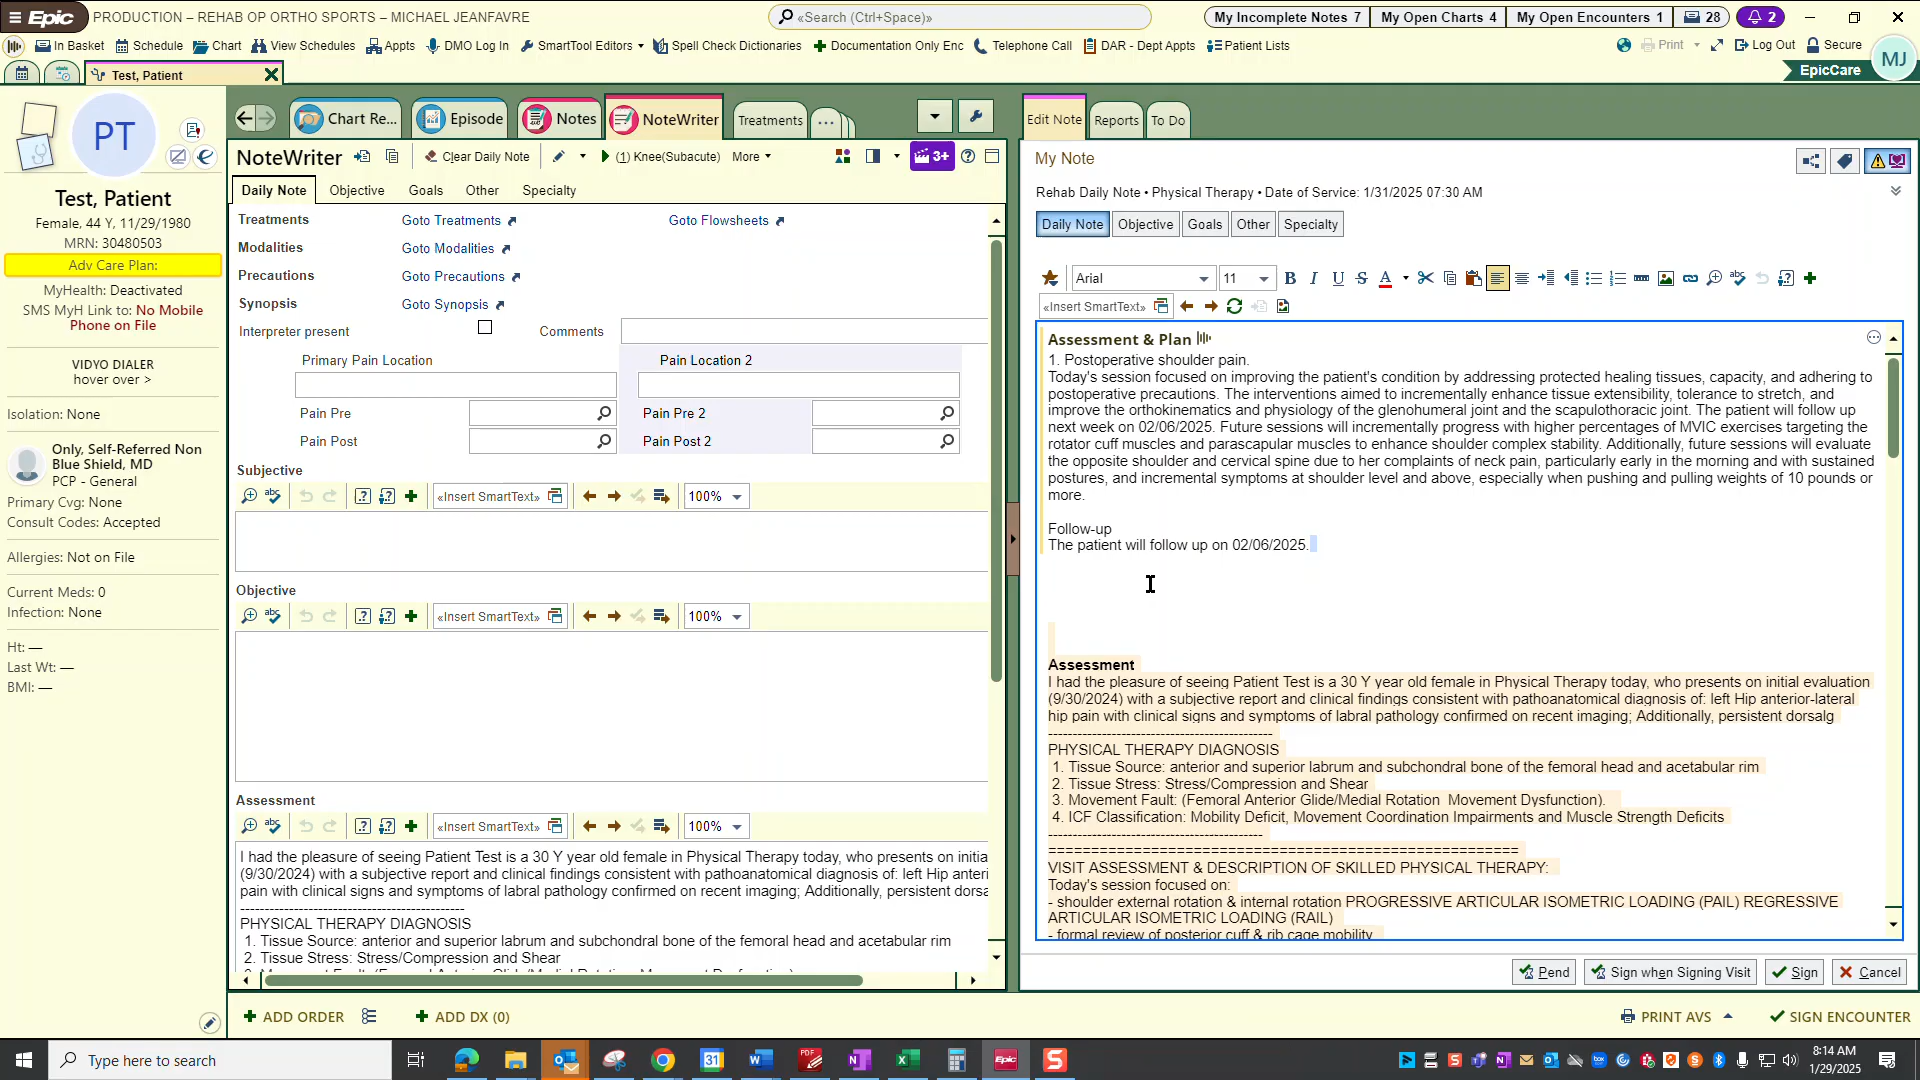 Epic PRODUCTION – REHAB OP ORTHO SPORTS – MICHAEL JEANFAVRE
«Search (Ctrl+Space)»
My Incomplete Notes 7 My Open Charts 4 My Open Encounters 1 28 2
In Basket Schedule Chart View Schedules Appts DMO Log In SmartTool Editors Spell Check Dictionaries Documentation Only Enc Telephone Call DAR - Dept Appts Patient Lists
Print Log Out Secure
MJ
Test, Patient
EpicCare
PT
Test, Patient
Female, 44 Y, 11/29/1980
MRN: 30480503
Adv Care Plan:
MyHealth: Deactivated
SMS MyH Link to: No Mobile
Phone on File
VIDYO DIALER
hover over >
Isolation: None
Only, Self-Referred Non
Blue Shield, MD
PCP - General
Primary Cvg: None
Consult Codes: Accepted
Allergies: Not on File
Current Meds: 0
Infection: None
Ht: —
Last Wt: —
BMI: —
Chart Re... Episode Notes NoteWriter Treatments ...
NoteWriter Clear Daily Note (1) Knee(Subacute) More 3+
Daily Note Objective Goals Other Specialty
Treatments Goto Treatments Goto Flowsheets
Modalities Goto Modalities
Precautions Goto Precautions
Synopsis Goto Synopsis
Interpreter present Comments
Primary Pain Location Pain Location 2
Pain Pre Pain Pre 2
Pain Post Pain Post 2
Subjective
«Insert SmartText» 100%
Objective
«Insert SmartText» 100%
Assessment
«Insert SmartText» 100%
I had the pleasure of seeing Patient Test is a 30 Y year old female in Physical Therapy today, who presents on initia
(9/30/2024) with a subjective report and clinical findings consistent with pathoanatomical diagnosis of: left Hip anteri
pain with clinical signs and symptoms of labral pathology confirmed on recent imaging; Additionally, persistent dorsa
----------------------------------------------
PHYSICAL THERAPY DIAGNOSIS
1. Tissue Source: anterior and superior labrum and subchondral bone of the femoral head and acetabular rim
2. Tissue Stress: Stress/Compression and Shear
Edit Note Reports To Do
My Note
Rehab Daily Note • Physical Therapy • Date of Service: 1/31/2025 07:30 AM
Daily Note Objective Goals Other Specialty
Arial 11 B I U S A
«Insert SmartText»
Assessment & Plan
1. Postoperative shoulder pain.
Today's session focused on improving the patient's condition by addressing protected healing tissues, capacity, and adhering to
postoperative precautions. The interventions aimed to incrementally enhance tissue extensibility, tolerance to stretch, and
improve the orthokinematics and physiology of the glenohumeral joint and the scapulothoracic joint. The patient will follow up
next week on 02/06/2025. Future sessions will incrementally progress with higher percentages of MVIC exercises targeting the
rotator cuff muscles and parascapular muscles to enhance shoulder complex stability. Additionally, future sessions will evaluate
the opposite shoulder and cervical spine due to her complaints of neck pain, particularly early in the morning and with sustained
postures, and incremental symptoms at shoulder level and above, especially when pushing and pulling weights of 10 pounds or
more.
Follow-up
The patient will follow up on 02/06/2025.
Assessment
I had the pleasure of seeing Patient Test is a 30 Y year old female in Physical Therapy today, who presents on initial evaluation
(9/30/2024) with a subjective report and clinical findings consistent with pathoanatomical diagnosis of: left Hip anterior-lateral
hip pain with clinical signs and symptoms of labral pathology confirmed on recent imaging; Additionally, persistent dorsalg
----------------------------------------------
PHYSICAL THERAPY DIAGNOSIS
1. Tissue Source: anterior and superior labrum and subchondral bone of the femoral head and acetabular rim
2. Tissue Stress: Stress/Compression and Shear
3. Movement Fault: (Femoral Anterior Glide/Medial Rotation Movement Dysfunction).
4. ICF Classification: Mobility Deficit, Movement Coordination Impairments and Muscle Strength Deficits
--------------------------------------------
=======================================================
VISIT ASSESSMENT & DESCRIPTION OF SKILLED PHYSICAL THERAPY:
Today's session focused on:
- shoulder external rotation & internal rotation PROGRESSIVE ARTICULAR ISOMETRIC LOADING (PAIL) REGRESSIVE
ARTICULAR ISOMETRIC LOADING (RAIL)
- formal review of posterior cuff & rib cage mobility
Pend Sign when Signing Visit Sign Cancel
ADD ORDER ADD DX (0) PRINT AVS SIGN ENCOUNTER
Type here to search
8:14 AM
1/29/2025